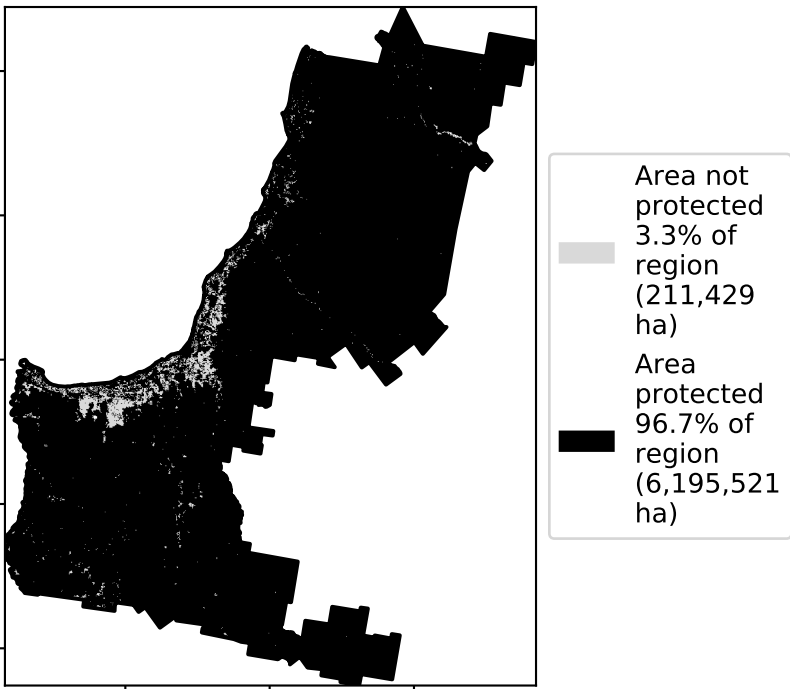 Area not
protected
3.3% of
region
(211,429
ha)
Area
protected
96.7% of
region
(6,195,521
ha)